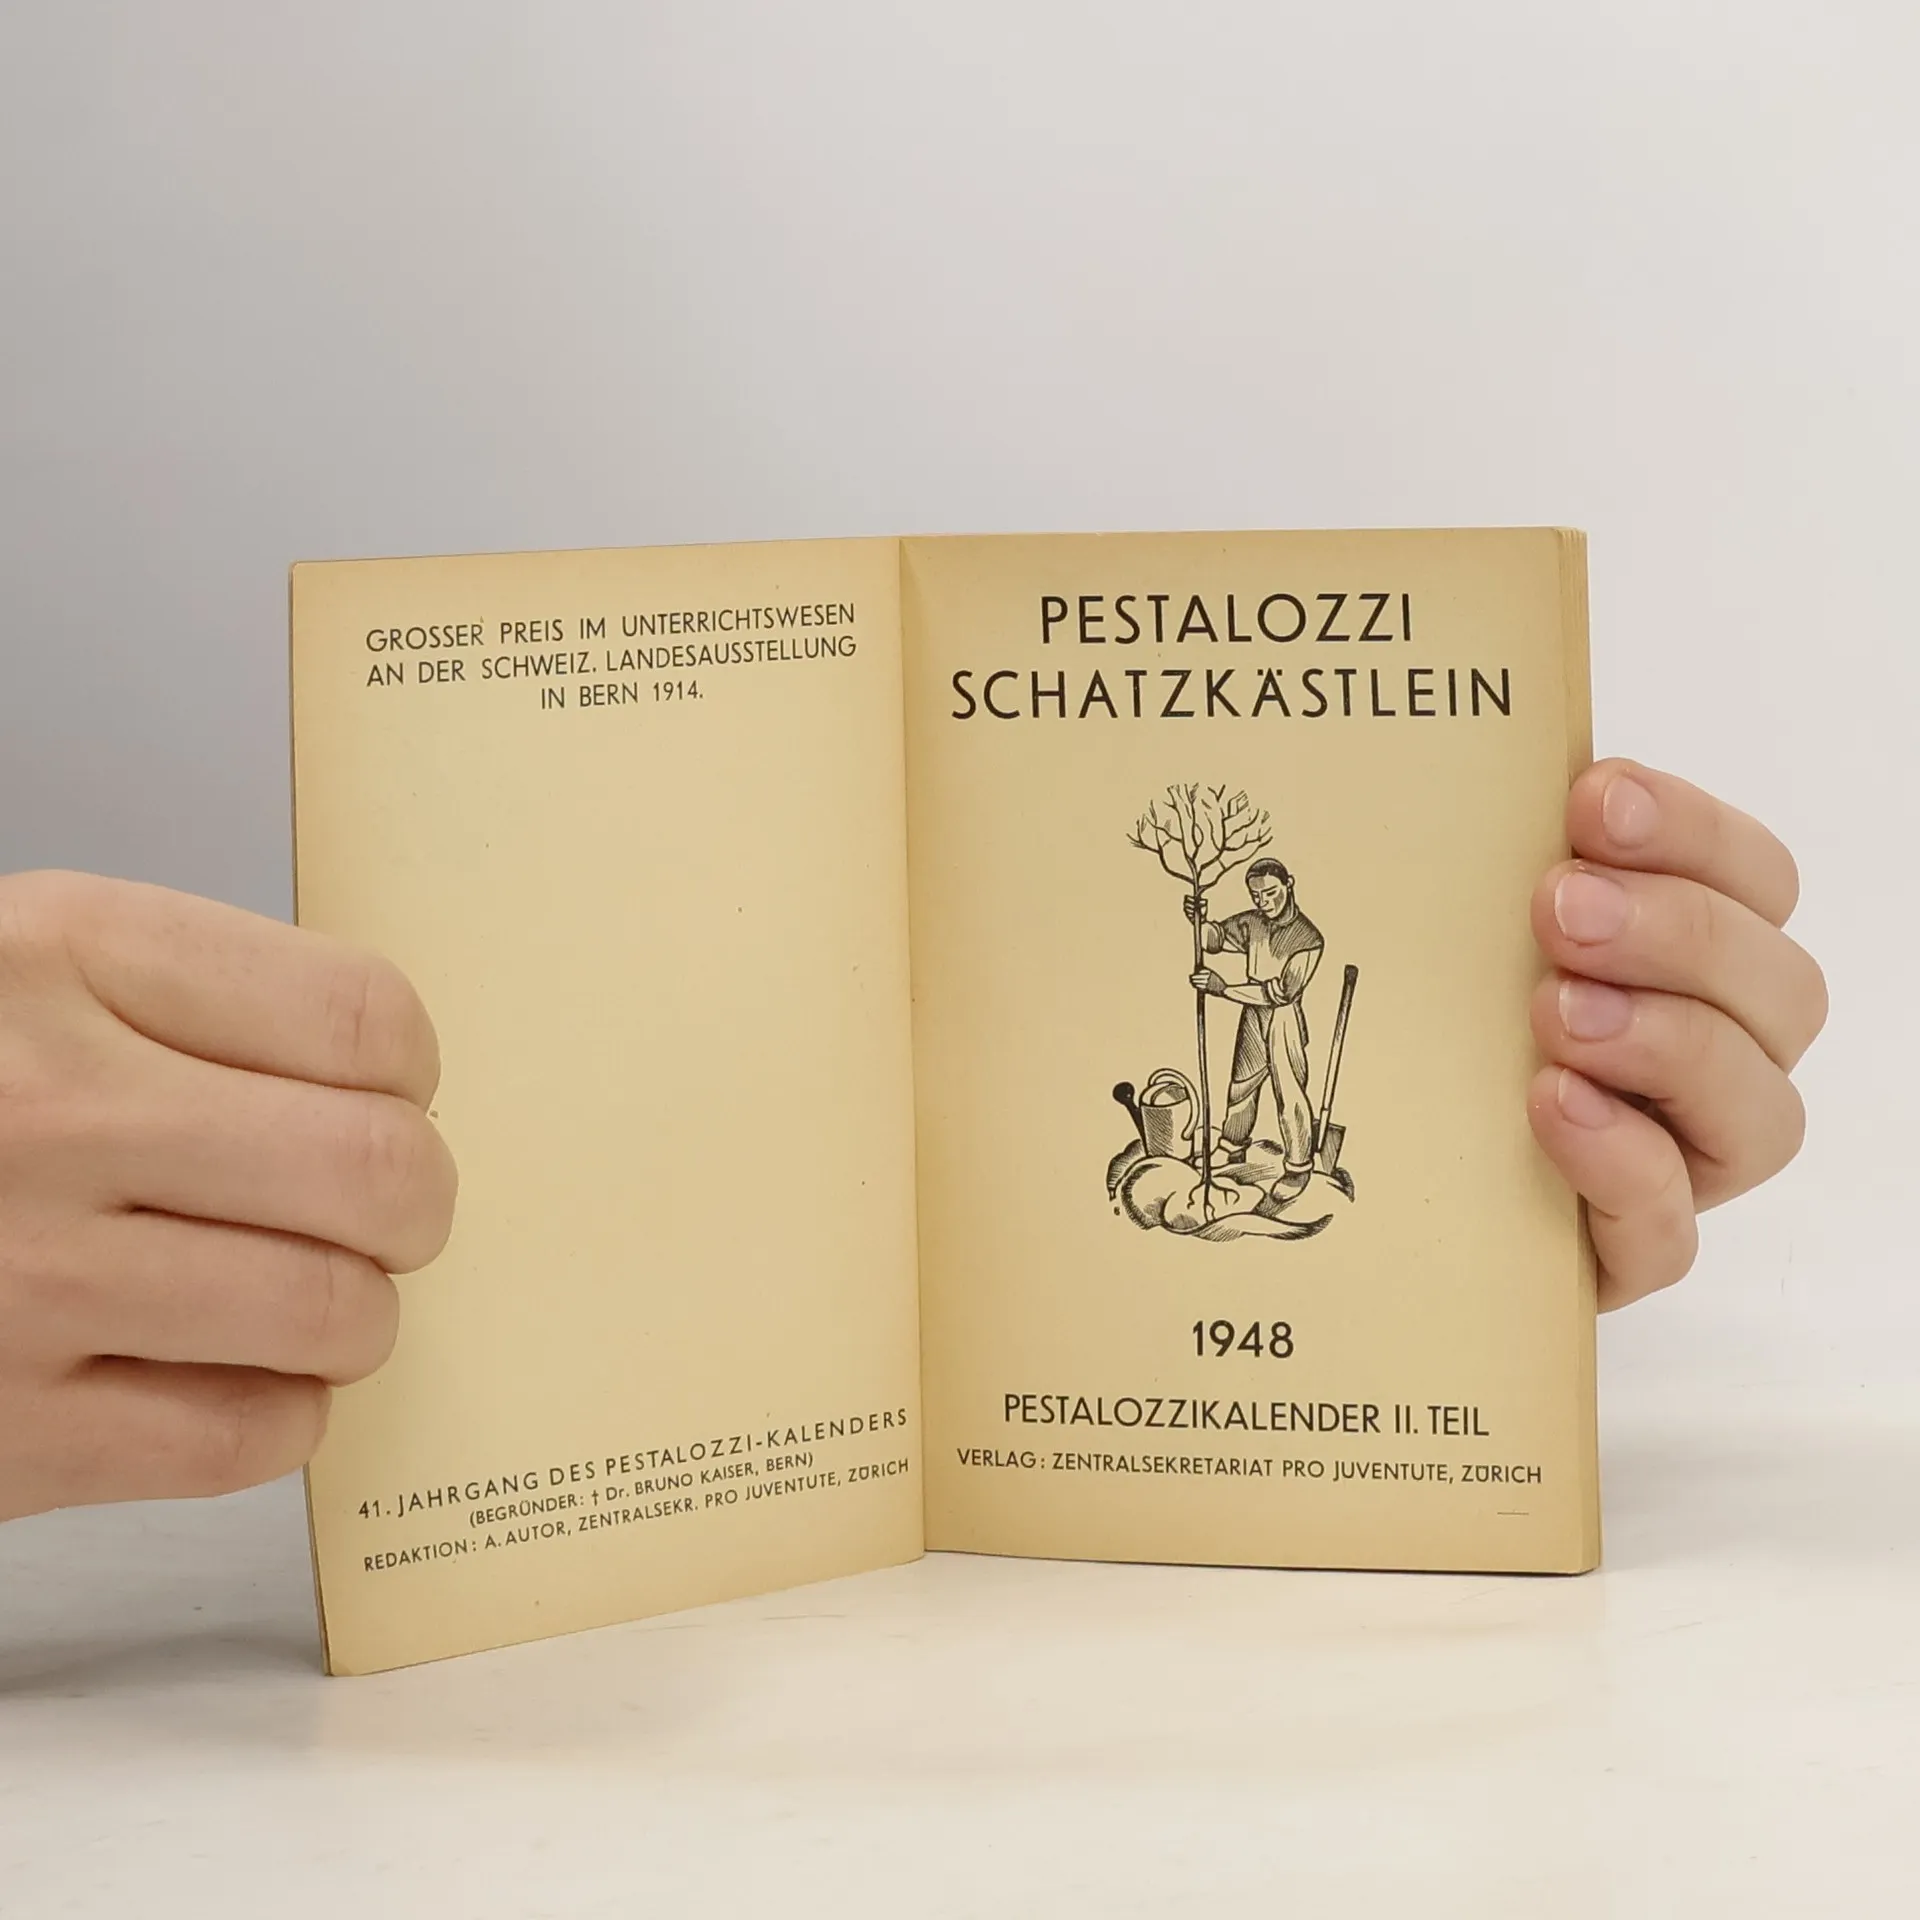 GROSSER PREIS IM UNTERRICHTSWESEN
AN DER SCHWEIZ. LANDESAUSSTELLUNG
IN BERN 1914.
41. JAHRGANG DES PESTALOZZI-KALENDERS
(BEGRÜNDER: † Dr. BRUNO KAISER, BERN)
REDAKTION: A. AUTOR, ZENTRALSEKR. PRO JUVENTUTE, ZÜRICH
PESTALOZZI
SCHATZKÄSTLEIN
1948
PESTALOZZIKALENDER II. TEIL
VERLAG: ZENTRALSEKRETARIAT PRO JUVENTUTE, ZÜRICH